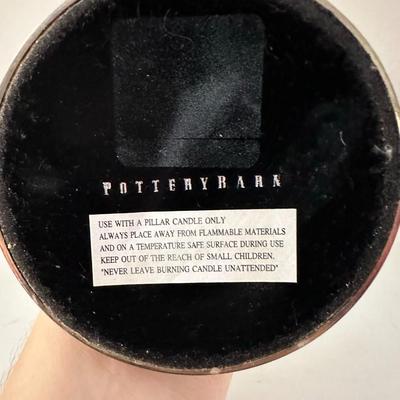 POTTERYBARN
USE WITH A PILLAR CANDLE ONLY
ALWAYS PLACE AWAY FROM FLAMMABLE MATERIALS
AND ON A TEMPERATURE SAFE SURFACE DURING USE
KEEP OUT OF THE REACH OF SMALL CHILDREN.
"NEVER LEAVE BURNING CANDLE UNATTENDED"